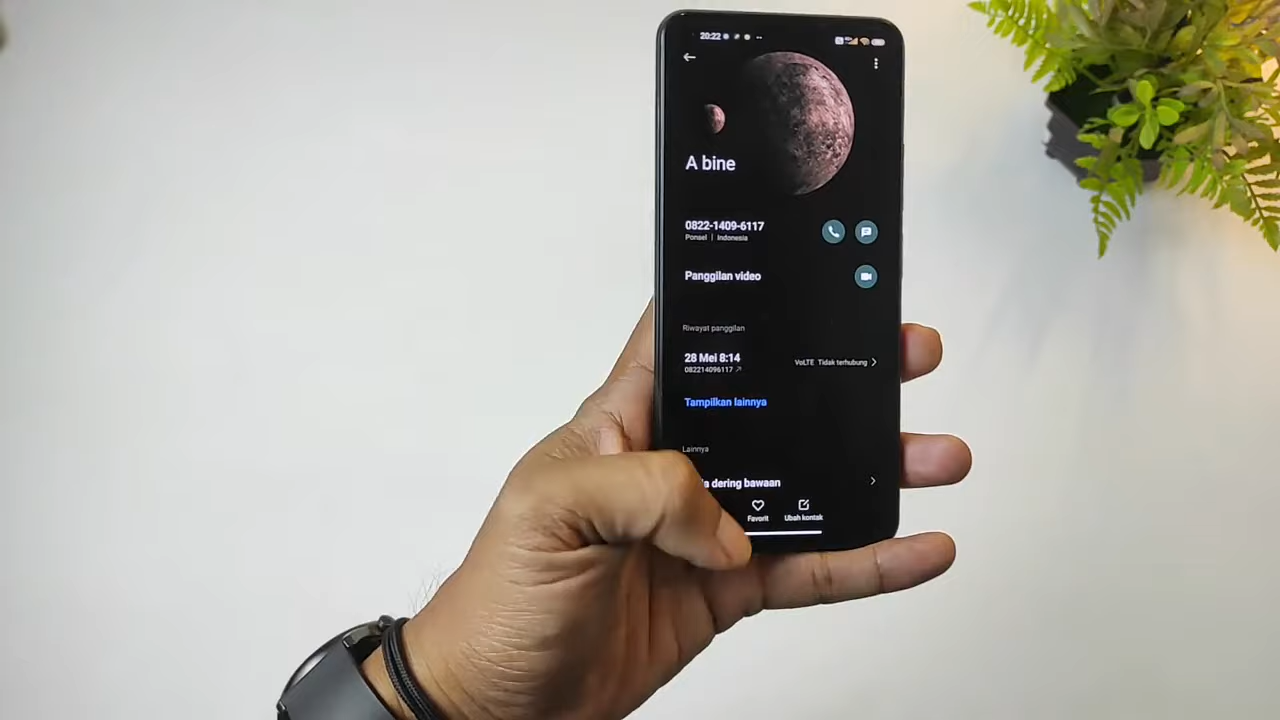 20:22
A bine
0822-1409-6117
Ponsel | Indonesia
Panggilan video
Riwayat panggilan
28 Mei 8:14
VoLTE Tidak terhubung
082214096117
Tampilkan lainnya
Lainnya
dering bawaan
Favorit
Ubah kontak